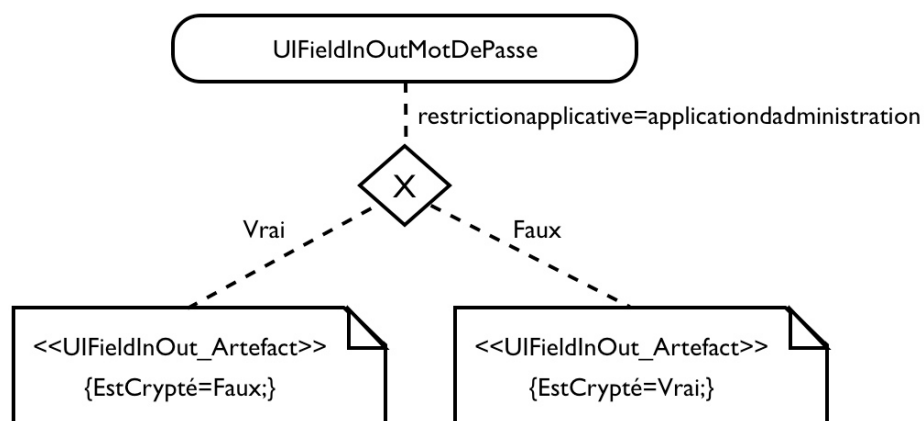 UIFieldInOutMotDePasse
restrictionapplicative=applicationdadministration
X
Vrai
Faux
<<UIFieldInOut_Artefact>>
{EstCrypté=Faux;}
<<UIFieldInOut_Artefact>>
{EstCrypté=Vrai;}